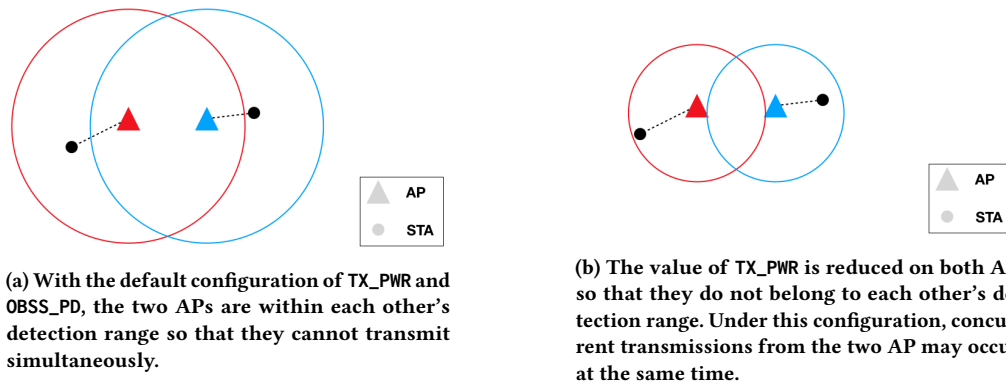 AP
STA
(a) With the default configuration of TX_PWR and
OBSS_PD, the two APs are within each other's
detection range so that they cannot transmit
simultaneously.
AP
STA
(b) The value of TX_PWR is reduced on both A
so that they do not belong to each other's de
tection range. Under this configuration, concu
rent transmissions from the two AP may occu
at the same time.